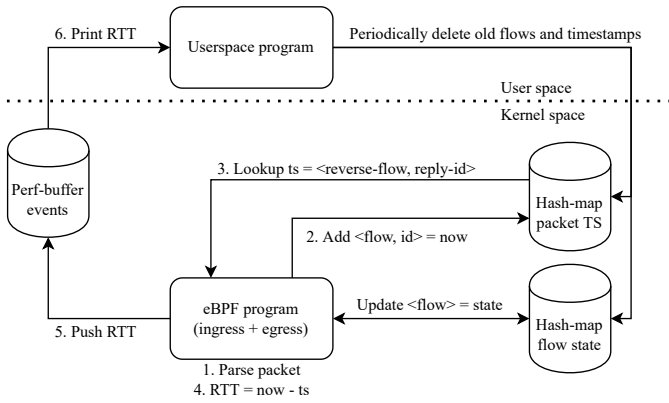 6. Print RTT
Userspace program
Periodically delete old flows and timestamps
User space
Kernel space
Perf-buffer
events
3. Lookup ts = <reverse-flow, reply-id>
Hash-map
packet TS
2. Add <flow, id> = now
eBPF program
(ingress + egress)
Update <flow> = state
Hash-map
flow state
5. Push RTT
1. Parse packet
4. RTT = now - ts